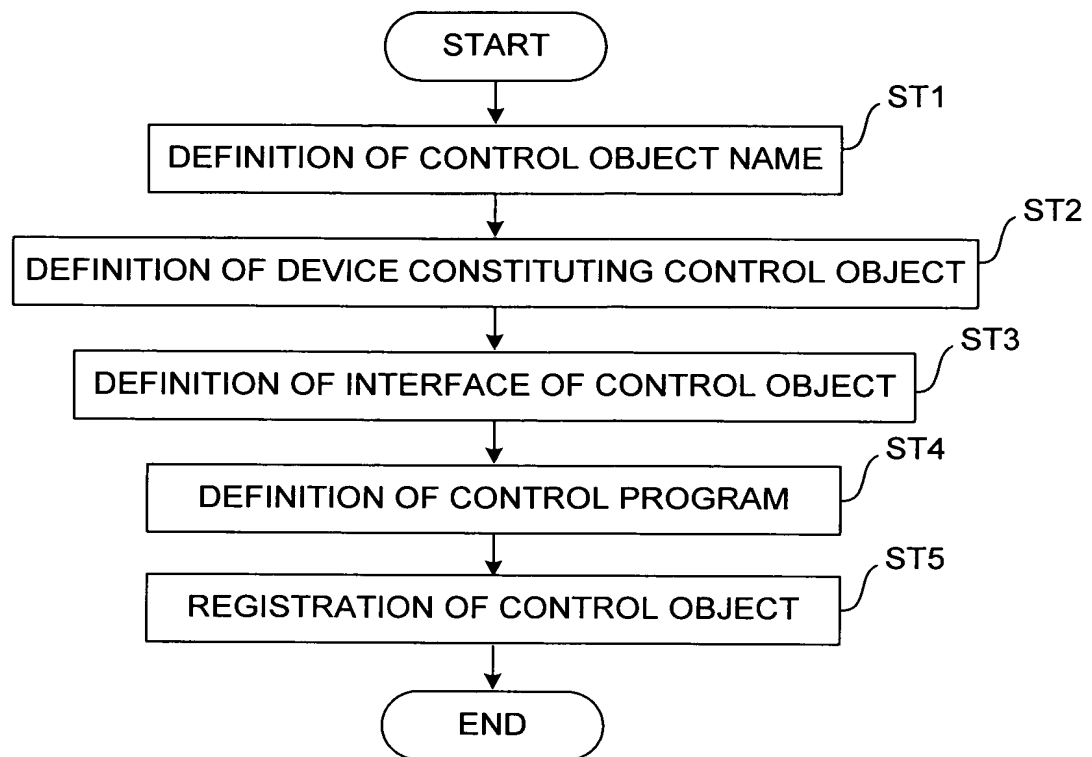 START
ST1
DEFINITION OF CONTROL OBJECT NAME
ST2
DEFINITION OF DEVICE CONSTITUTING CONTROL OBJECT
ST3
DEFINITION OF INTERFACE OF CONTROL OBJECT
ST4
DEFINITION OF CONTROL PROGRAM
ST5
REGISTRATION OF CONTROL OBJECT
END